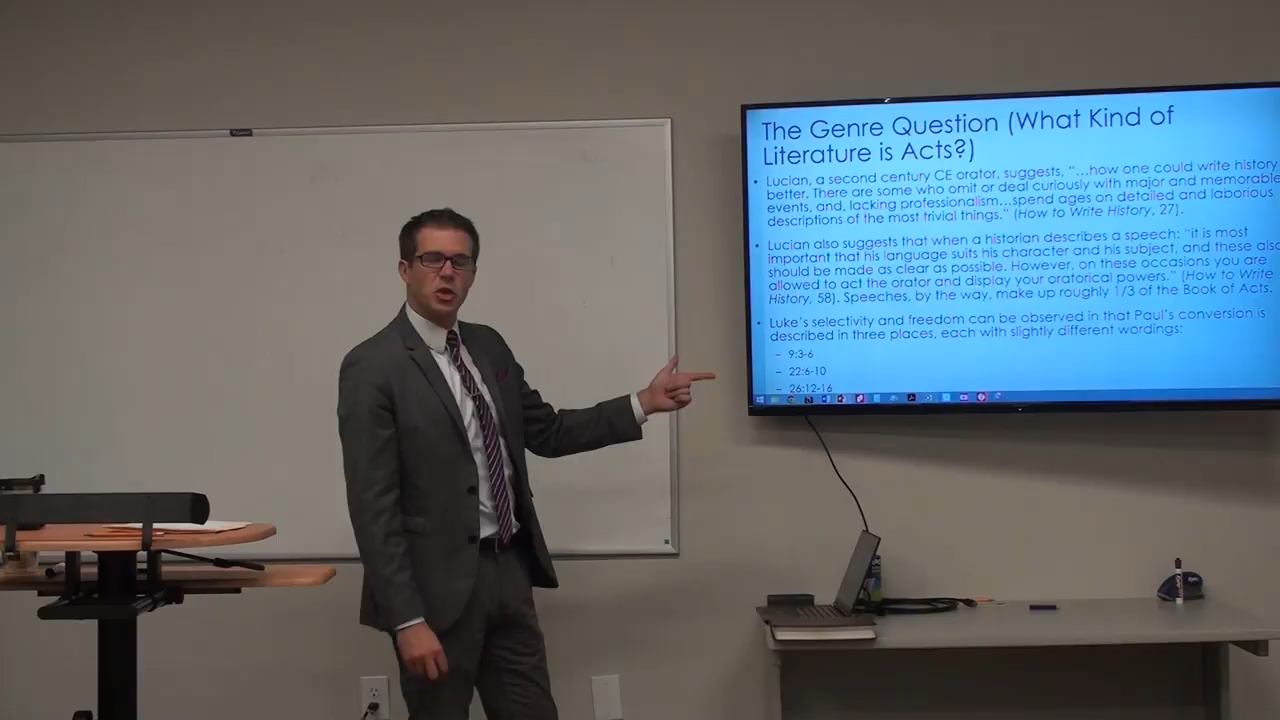 The Genre Question (What Kind of
Literature is Acts?)
• Lucian, a second century CE orator, suggests, “…how one could write history
better. There are some who omit or deal curiously with major and memorable
events, and, lacking professionalism…spend ages on detailed and laborious
descriptions of the most trivial things.” (How to Write History, 27).
• Lucian also suggests that when a historian describes a speech: “it is most
important that his language suits his character and his subject, and these also
should be made as clear as possible. However, on these occasions you are
allowed to act the orator and display your oratorical powers.” (How to Write
History, 58). Speeches, by the way, make up roughly 1/3 of the Book of Acts.
• Luke’s selectivity and freedom can be observed in that Paul’s conversion is
described in three places, each with slightly different wordings:
– 9:3-6
– 22:6-10
– 26:12-16